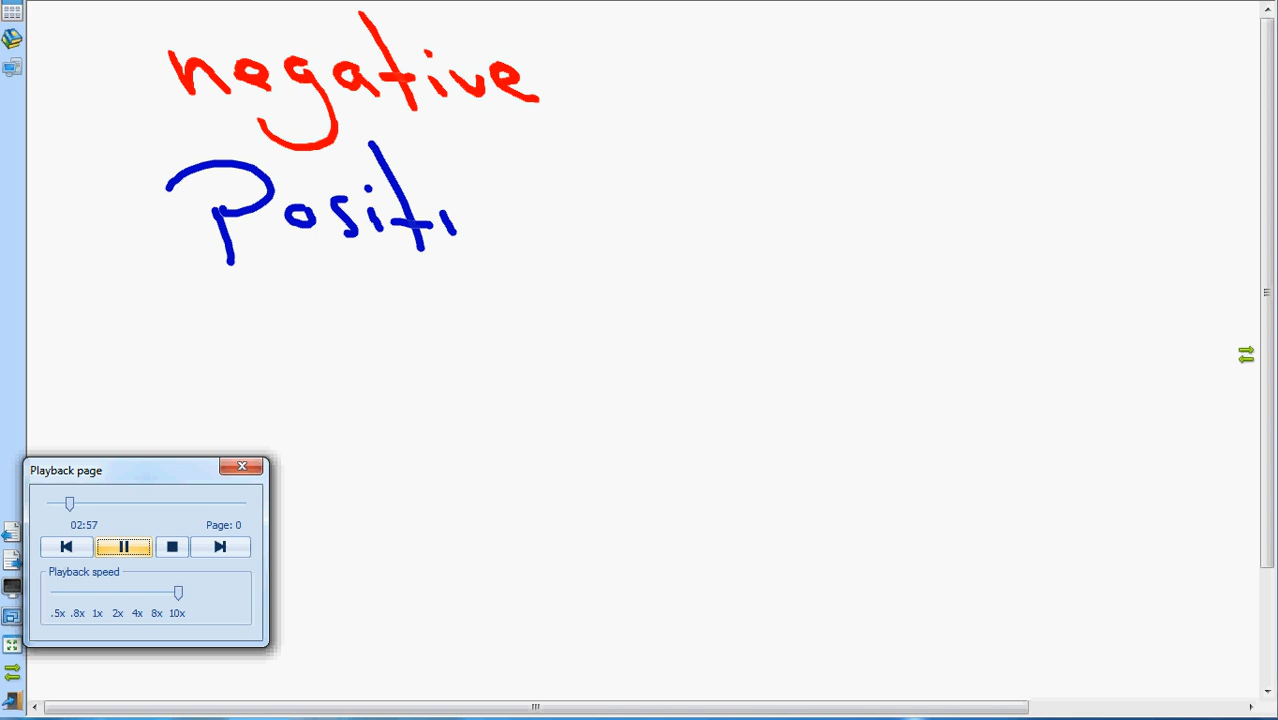 negative
Positi
Playback page
02:57 Page: 0
Playback speed
.5x .8x 1x 2x 4x 8x 10x